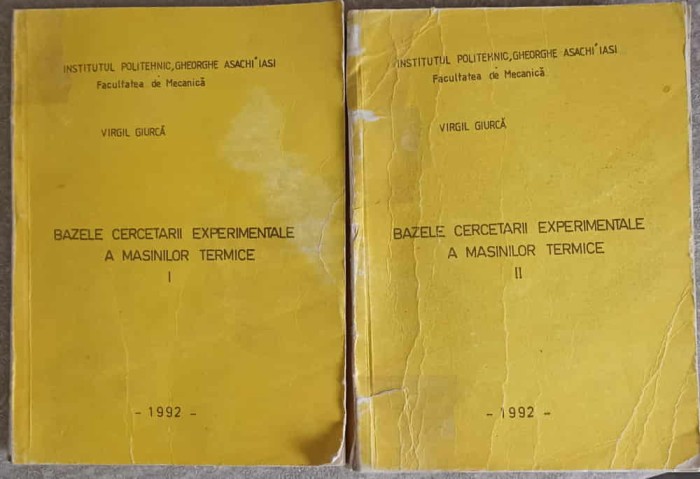 INSTITUTUL POLITEHNIC „GHEORGHE ASACHI" IASI
Facultatea de Mecanică
VIRGIL GIURCĂ
BAZELE CERCETARII EXPERIMENTALE
A MASINILOR TERMICE
I
- 1992 -
INSTITUTUL POLITEHNIC „GHEORGHE ASACHI" IASI
Facultatea de Mecanică
VIRGIL GIURCĂ
BAZELE CERCETARII EXPERIMENTALE
A MASINILOR TERMICE
II
- 1992 -